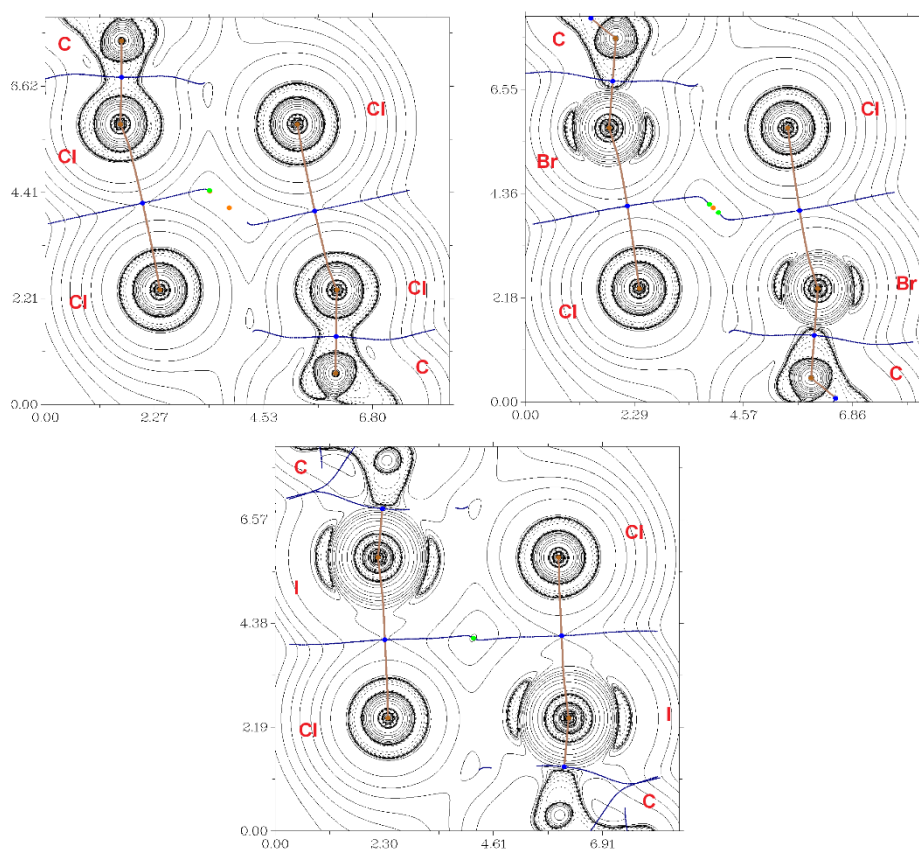 C
6.62
Cl
Cl
4.41
2.21
Cl
Cl
C
0.00
0.00 2.27 4.53 6.80
C
6.55
Cl
Br
4.36
2.18
Br
Cl
C
0.00
0.00 2.29 4.57 6.86
C
6.57
Cl
I
4.38
2.19
Cl
I
C
0.00
0.00 2.30 4.61 6.91